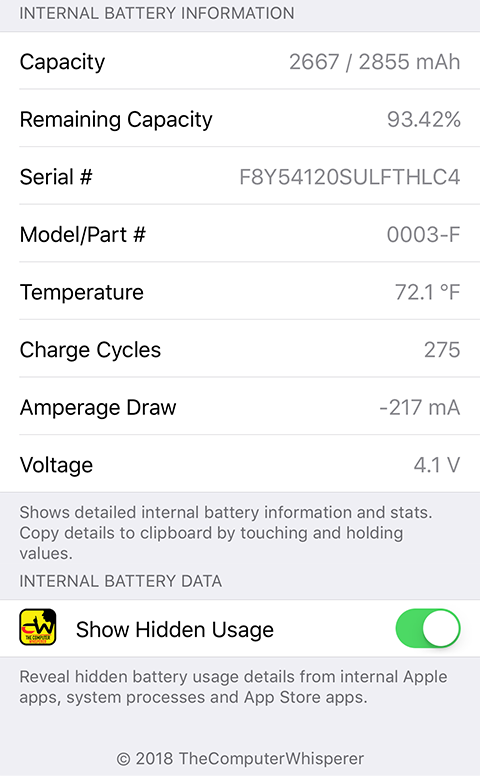 INTERNAL BATTERY INFORMATION
Capacity 2667 / 2855 mAh
Remaining Capacity 93.42%
Serial # F8Y54120SULFTHLC4
Model/Part # 0003-F
Temperature 72.1 °F
Charge Cycles 275
Amperage Draw -217 mA
Voltage 4.1 V
Shows detailed internal battery information and stats.
Copy details to clipboard by touching and holding
values.
INTERNAL BATTERY DATA
CW
THE COMPUTER
Show Hidden Usage
Reveal hidden battery usage details from internal Apple
apps, system processes and App Store apps.
© 2018 TheComputerWhisperer